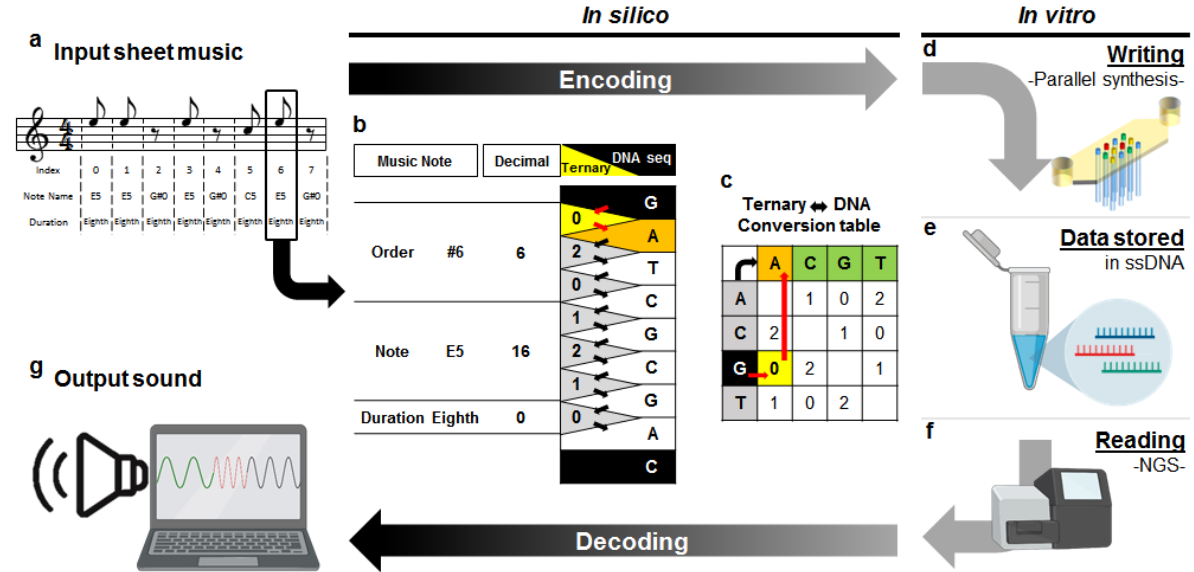 In silico
In vitro
a Input sheet music
4
4
Index 0 1 2 3 4 5 6 7
Note Name E5 E5 G#0 E5 G#0 C5 E5 G#0
Duration Eighth Eighth Eighth Eighth Eighth Eighth Eighth Eighth
Encoding
b
Music Note Decimal Ternary DNA seq
G
0
A
2
Order #6 6
T
0
C
1
G
Note E5 16
2
C
1
G
Duration Eighth 0 0
A
C
c
Ternary ⬌ DNA
Conversion table
A C G T
A 1 0 2
C 2 1 0
G 0 2 1
T 1 0 2
d Writing
-Parallel synthesis-
e Data stored
in ssDNA
f Reading
-NGS-
g Output sound
Decoding